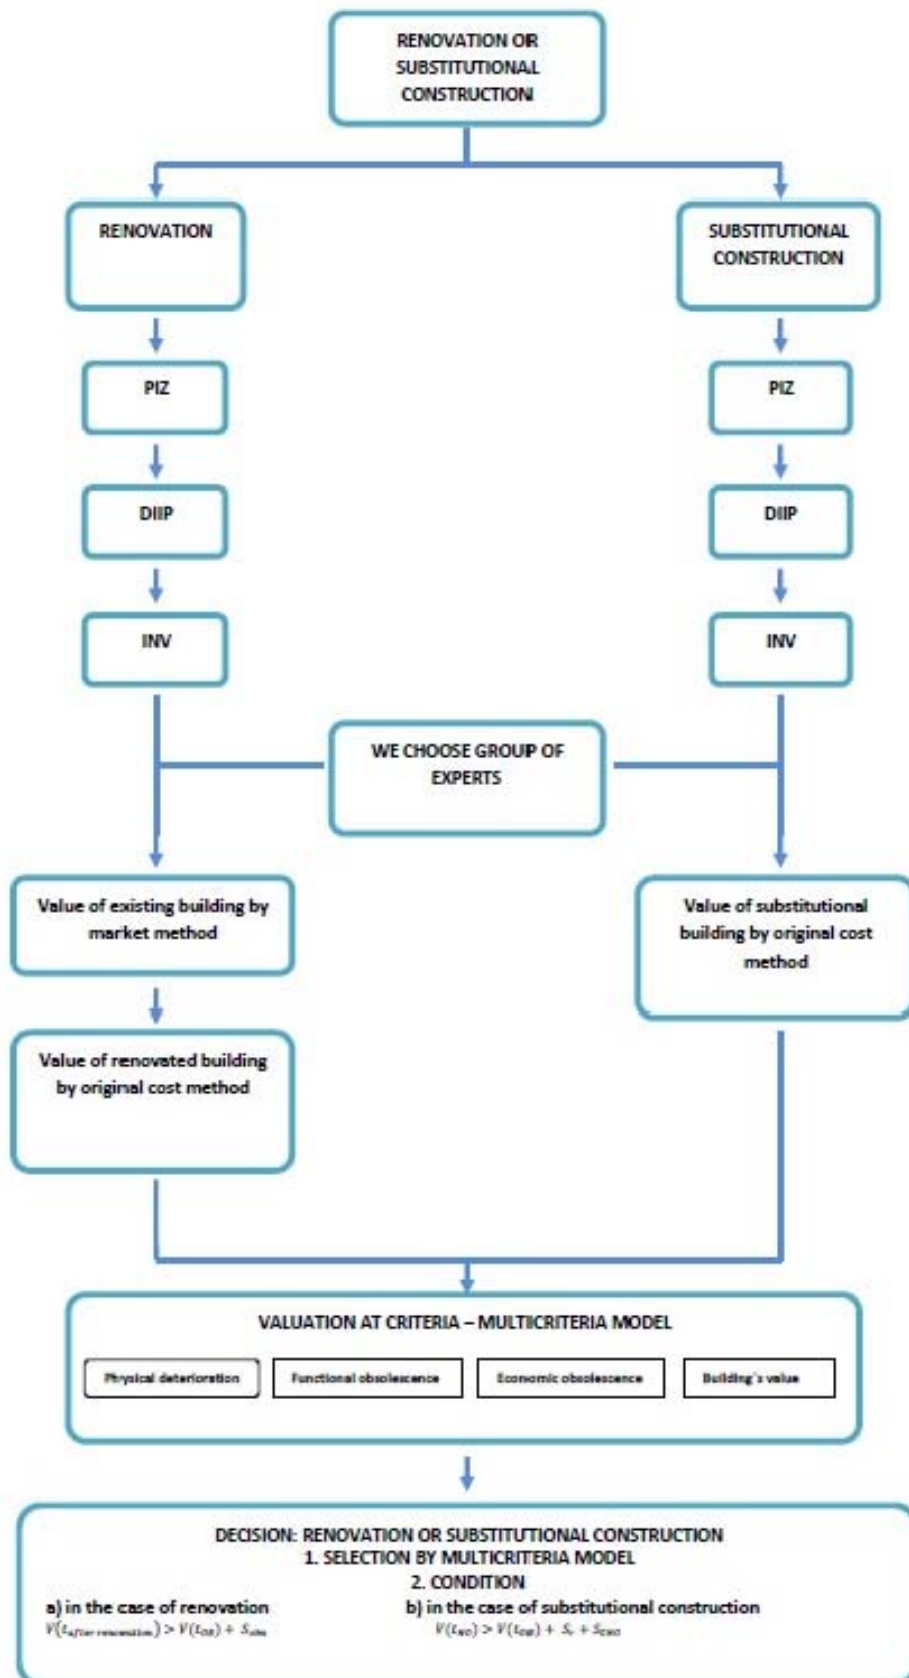 RENOVATION OR
SUBSTITUTIONAL
CONSTRUCTION
RENOVATION
SUBSTITUTIONAL
CONSTRUCTION
PIZ
PIZ
DIIP
DIIP
INV
INV
WE CHOOSE GROUP OF
EXPERTS
Value of existing building by
market method
Value of substitutional
building by original cost
method
Value of renovated building
by original cost method
VALUATION AT CRITERIA – MULTICRITERIA MODEL
Physical deterioration
Functional obsolescence
Economic obsolescence
Building´s value
DECISION: RENOVATION OR SUBSTITUTIONAL CONSTRUCTION
1. SELECTION BY MULTICRITERIA MODEL
2. CONDITION
a) in the case of renovation
b) in the case of substitutional construction